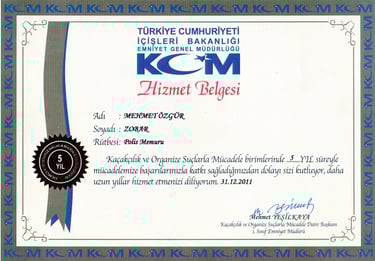 TÜRKİYE CUMHURİYETİ
İÇİŞLERİ BAKANLIĞI
EMNİYET GENEL MÜDÜRLÜĞÜ
KOM
Hizmet Belgesi
Adı : MEHMET ÖZGÜR
Soyadı : ZOBAR
Rütbesi: Polis Memuru
5
YIL
Kaçakçılık ve Organize Suçlarla Mücadele birimlerinde 5 YIL süreyle
mücadelemize başarılarınızla katkı sağladığınızdan dolayı sizi kutluyor, daha
uzun yıllar hizmet etmenizi diliyorum. 31.12.2011
Mehmet YEŞİLKAYA
Kaçakçılık ve Organize Suçlarla Mücadele Daire Başkanı
1. Sınıf Emniyet Müdürü